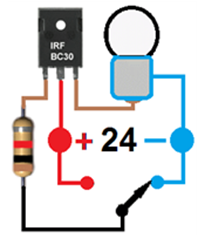 IRF
BC30
+ 24 −